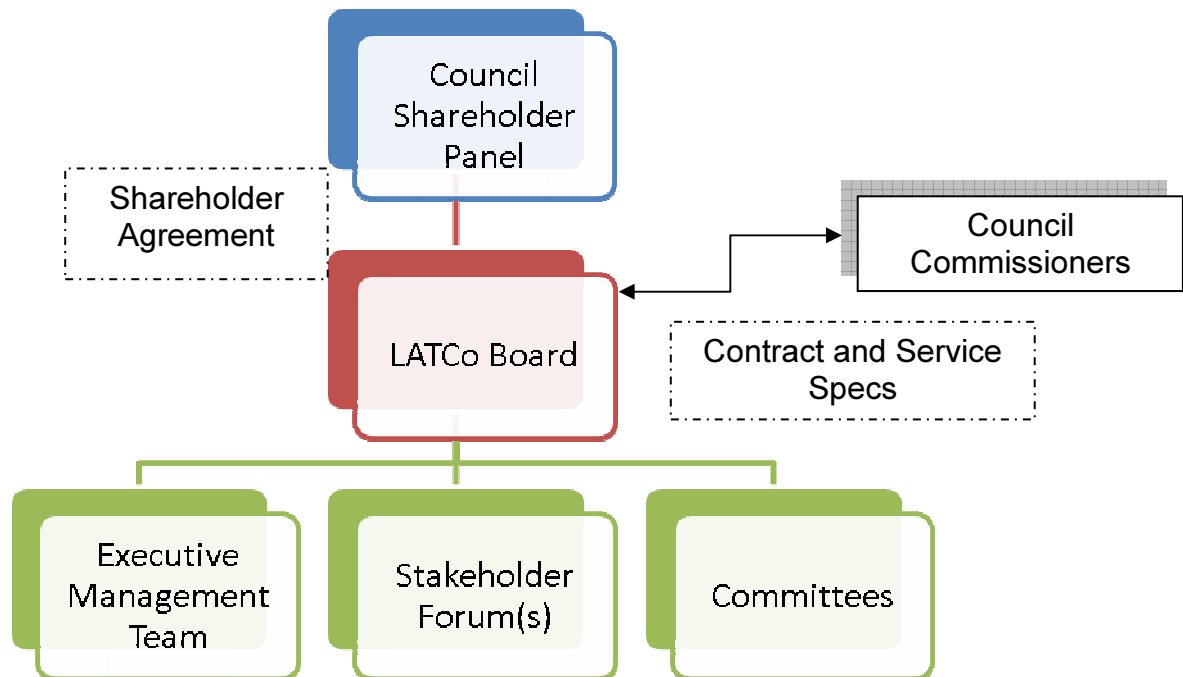 Council
Shareholder
Panel
Shareholder
Agreement
Council
Commissioners
LATCo Board
Contract and Service
Specs
Executive
Management
Team
Stakeholder
Forum(s)
Committees